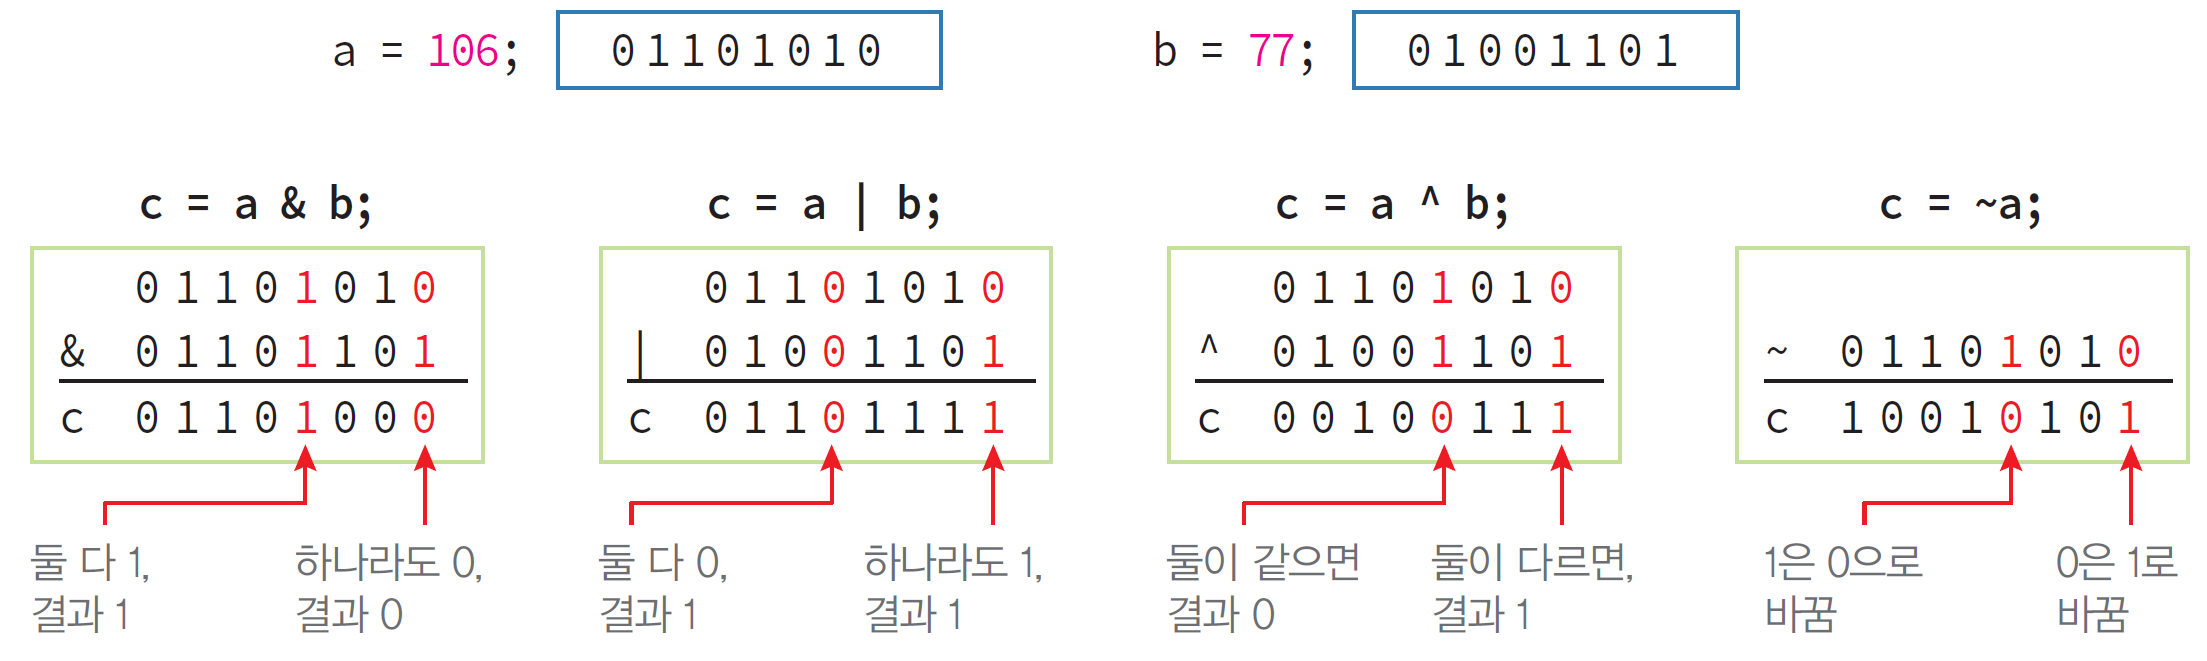 a = 106; 01101010
b = 77; 01001101
c = a & b;
01101010
& 01101101
c 01101000
둘 다 1,
결과 1
하나라도 0,
결과 0
c = a | b;
01101010
| 01001101
c 01101111
둘 다 0,
결과 1
하나라도 1,
결과 1
c = a ^ b;
01101010
^ 01001101
c 00100111
둘이 같으면
결과 0
둘이 다르면,
결과 1
c = ~a;
~ 01101010
c 10010101
1은 0으로
바꿈
0은 1로
바꿈